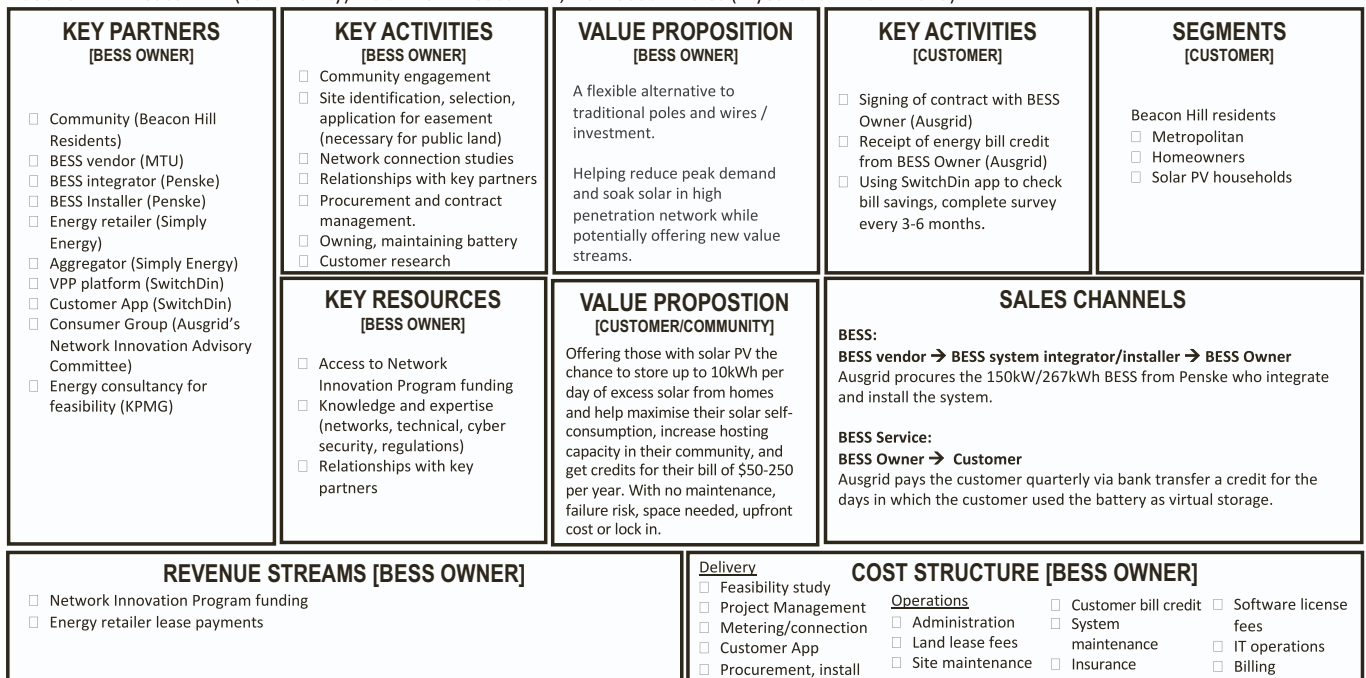 KEY PARTNERS
[BESS OWNER]
Community (Beacon Hill
Residents)
BESS vendor (MTU)
BESS integrator (Penske)
BESS Installer (Penske)
Energy retailer (Simply
Energy)
Aggregator (Simply Energy)
VPP platform (SwitchDin)
Customer App (SwitchDin)
Consumer Group (Ausgrid’s
Network Innovation Advisory
Committee)
Energy consultancy for
feasibility (KPMG)
KEY ACTIVITIES
[BESS OWNER]
Community engagement
Site identification, selection,
application for easement
(necessary for public land)
Network connection studies
Relationships with key partners
Procurement and contract
management.
Owning, maintaining battery
Customer research
KEY RESOURCES
[BESS OWNER]
Access to Network
Innovation Program funding
Knowledge and expertise
(networks, technical, cyber
security, regulations)
Relationships with key
partners
VALUE PROPOSITION
[BESS OWNER]
A flexible alternative to
traditional poles and wires /
investment.
Helping reduce peak demand
and soak solar in high
penetration network while
potentially offering new value
streams.
VALUE PROPOSTION
[CUSTOMER/COMMUNITY]
Offering those with solar PV the
chance to store up to 10kWh per
day of excess solar from homes
and help maximise their solar self-
consumption, increase hosting
capacity in their community, and
get credits for their bill of $50-250
per year. With no maintenance,
failure risk, space needed, upfront
cost or lock in.
KEY ACTIVITIES
[CUSTOMER]
Signing of contract with BESS
Owner (Ausgrid)
Receipt of energy bill credit
from BESS Owner (Ausgrid)
Using SwitchDin app to check
bill savings, complete survey
every 3-6 months.
SEGMENTS
[CUSTOMER]
Beacon Hill residents
Metropolitan
Homeowners
Solar PV households
SALES CHANNELS
BESS:
BESS vendor → BESS system integrator/installer → BESS Owner
Ausgrid procures the 150kW/267kWh BESS from Penske who integrate
and install the system.
BESS Service:
BESS Owner → Customer
Ausgrid pays the customer quarterly via bank transfer a credit for the
days in which the customer used the battery as virtual storage.
REVENUE STREAMS [BESS OWNER]
Network Innovation Program funding
Energy retailer lease payments
COST STRUCTURE [BESS OWNER]
Delivery
Feasibility study
Project Management
Metering/connection
Customer App
Procurement, install
Operations
Administration
Land lease fees
Site maintenance
Customer bill credit
System
maintenance
Insurance
Software license
fees
IT operations
Billing